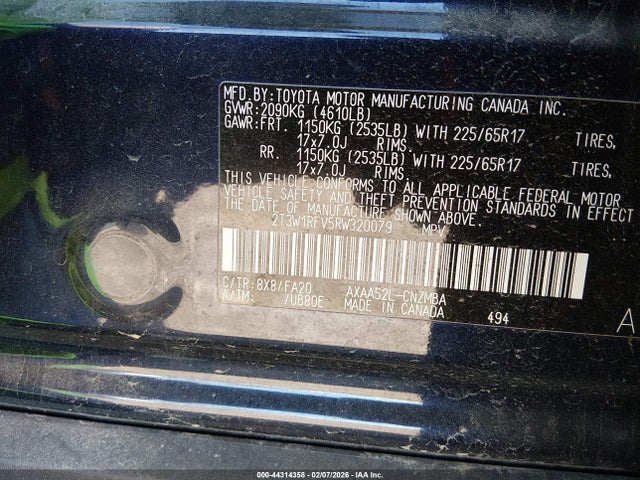 MFD.BY:TOYOTA MOTOR MANUFACTURING CANADA INC.
GVWR:2090KG (4610LB)
GAWR:FRT. 1150KG (2535LB) WITH 225/65R17 TIRES,
17x7.0J RIMS.
RR. 1150KG (2535LB) WITH 225/65R17 TIRES,
17x7.0J RIMS.
THIS VEHICLE CONFORMS TO ALL APPLICABLE FEDERAL MOTOR
VEHICLE SAFETY AND THEFT PREVENTION STANDARDS IN EFFECT
THE DATE OF MANUFACTURE SHOWN ABOVE.
2T3W1RFV5RW320079 MPV
C/TR:8X8/FA20 AXAA52L-CNZMBA
A/TM: /UB80E MADE IN CANADA 494 A
000-44314358 - 02/07/2026 - IAA Inc.